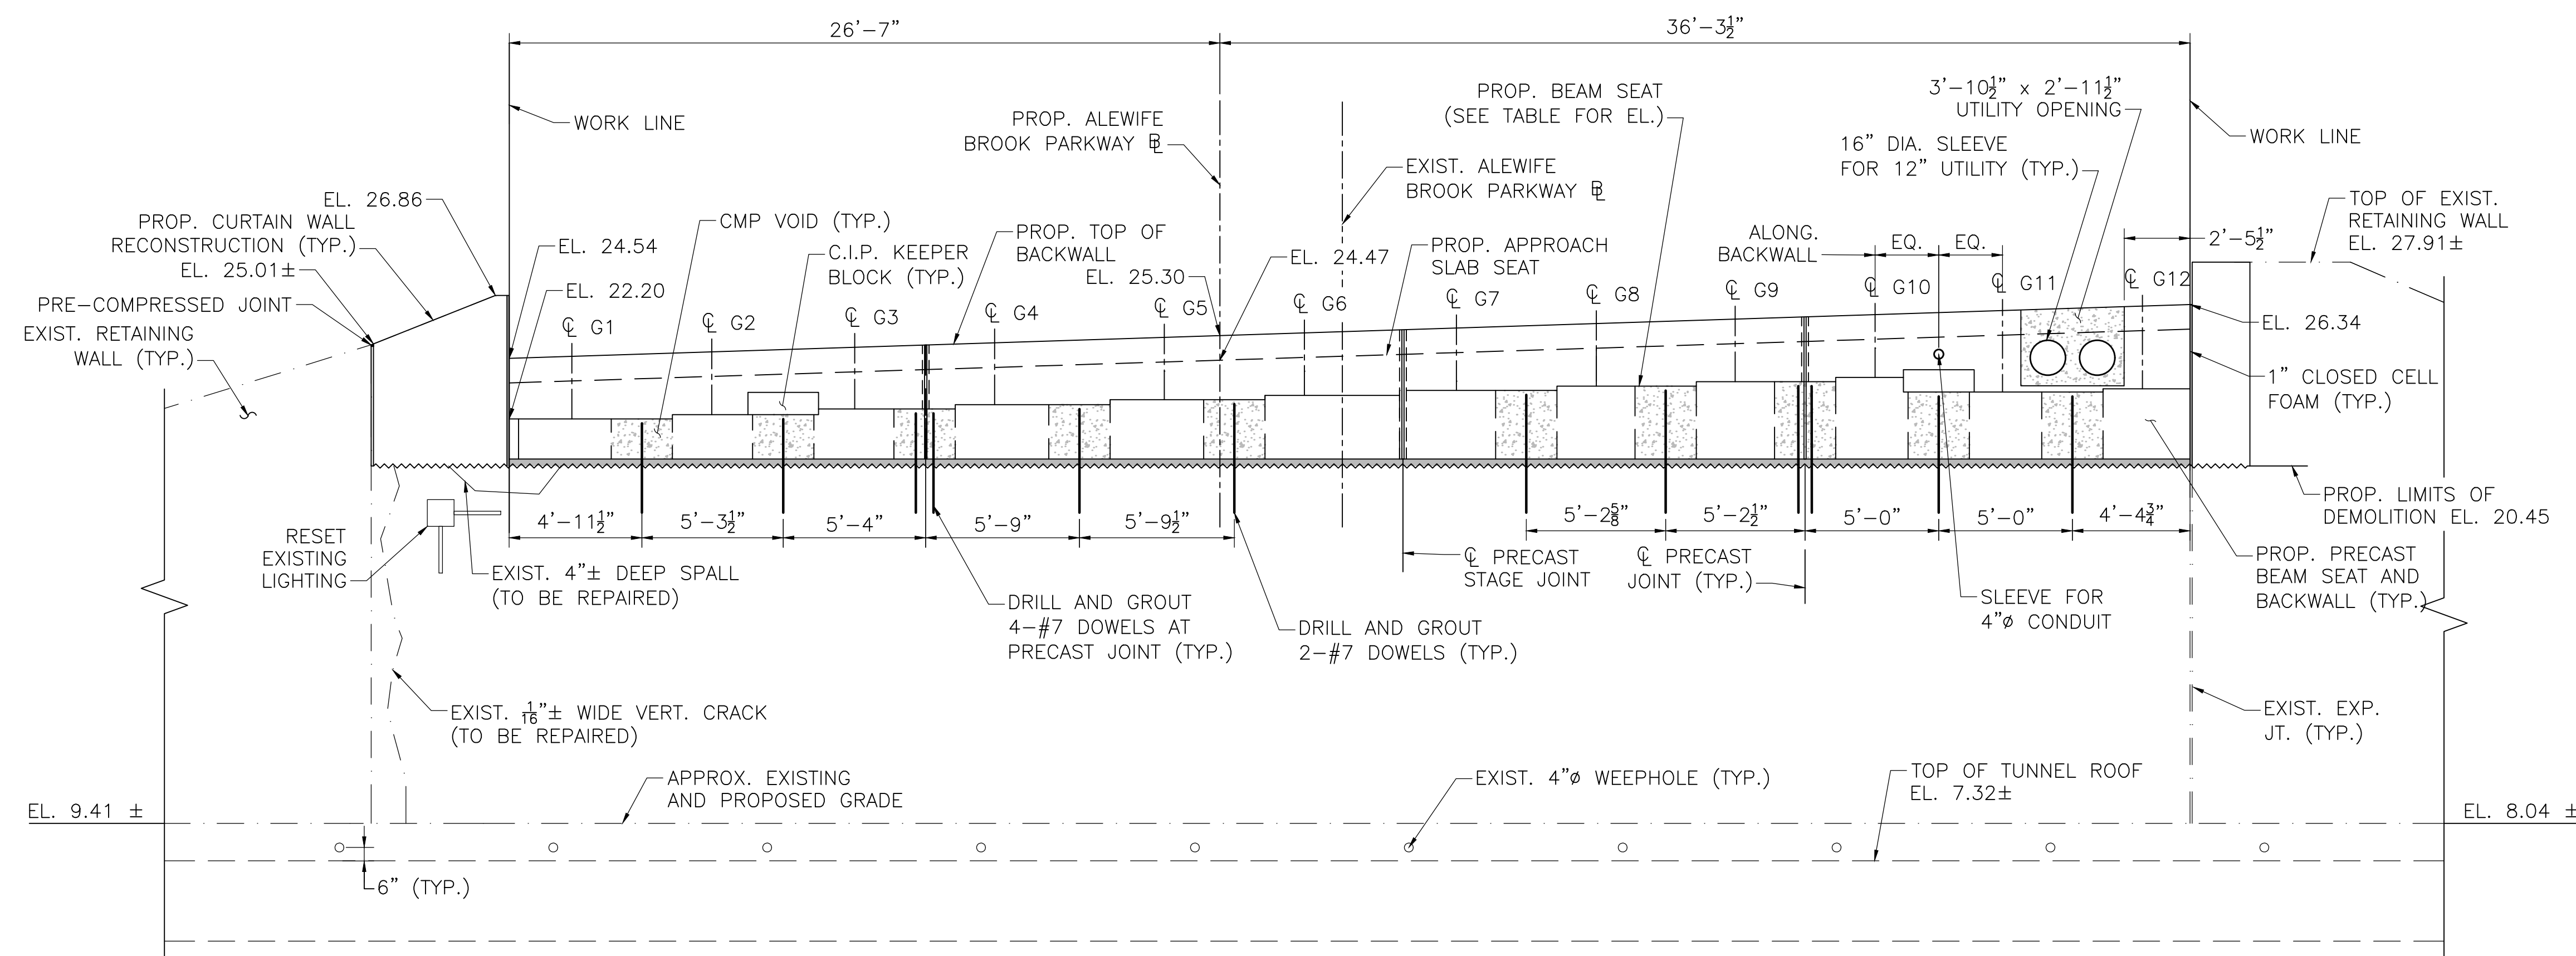 26'-7"
36'-3½"
WORK LINE
PROP. ALEWIFE
BROOK PARKWAY ℄
EXIST. ALEWIFE
BROOK PARKWAY ℄
PROP. BEAM SEAT
(SEE TABLE FOR EL.)
3'-10½" x 2'-11½"
UTILITY OPENING
16" DIA. SLEEVE
FOR 12" UTILITY (TYP.)
WORK LINE
TOP OF EXIST.
RETAINING WALL
EL. 27.91±
2'-5½"
EL. 26.86
PROP. CURTAIN WALL
RECONSTRUCTION (TYP.)
EL. 25.01±
PRE-COMPRESSED JOINT
EXIST. RETAINING
WALL (TYP.)
EL. 24.54
EL. 22.20
CMP VOID (TYP.)
C.I.P. KEEPER
BLOCK (TYP.)
PROP. TOP OF
BACKWALL
EL. 25.30
EL. 24.47
PROP. APPROACH
SLAB SEAT
ALONG.
BACKWALL
EQ.
EQ.
℄ G1
℄ G2
℄ G3
℄ G4
℄ G5
℄ G6
℄ G7
℄ G8
℄ G9
℄ G10
℄ G11
℄ G12
EL. 26.34
1" CLOSED CELL
FOAM (TYP.)
PROP. LIMITS OF
DEMOLITION EL. 20.45
PROP. PRECAST
BEAM SEAT AND
BACKWALL (TYP.)
4'-11½"
5'-3½"
5'-4"
5'-9"
5'-9½"
5'-2⅝"
5'-2½"
5'-0"
5'-0"
4'-4¾"
RESET
EXISTING
LIGHTING
EXIST. 4"± DEEP SPALL
(TO BE REPAIRED)
DRILL AND GROUT
4-#7 DOWELS AT
PRECAST JOINT (TYP.)
DRILL AND GROUT
2-#7 DOWELS (TYP.)
℄ PRECAST
STAGE JOINT
℄ PRECAST
JOINT (TYP.)
SLEEVE FOR
4"ø CONDUIT
EXIST. 1/16"± WIDE VERT. CRACK
(TO BE REPAIRED)
EXIST. EXP.
JT. (TYP.)
APPROX. EXISTING
AND PROPOSED GRADE
EXIST. 4"ø WEEPHOLE (TYP.)
TOP OF TUNNEL ROOF
EL. 7.32±
EL. 9.41 ±
EL. 8.04 ±
6" (TYP.)